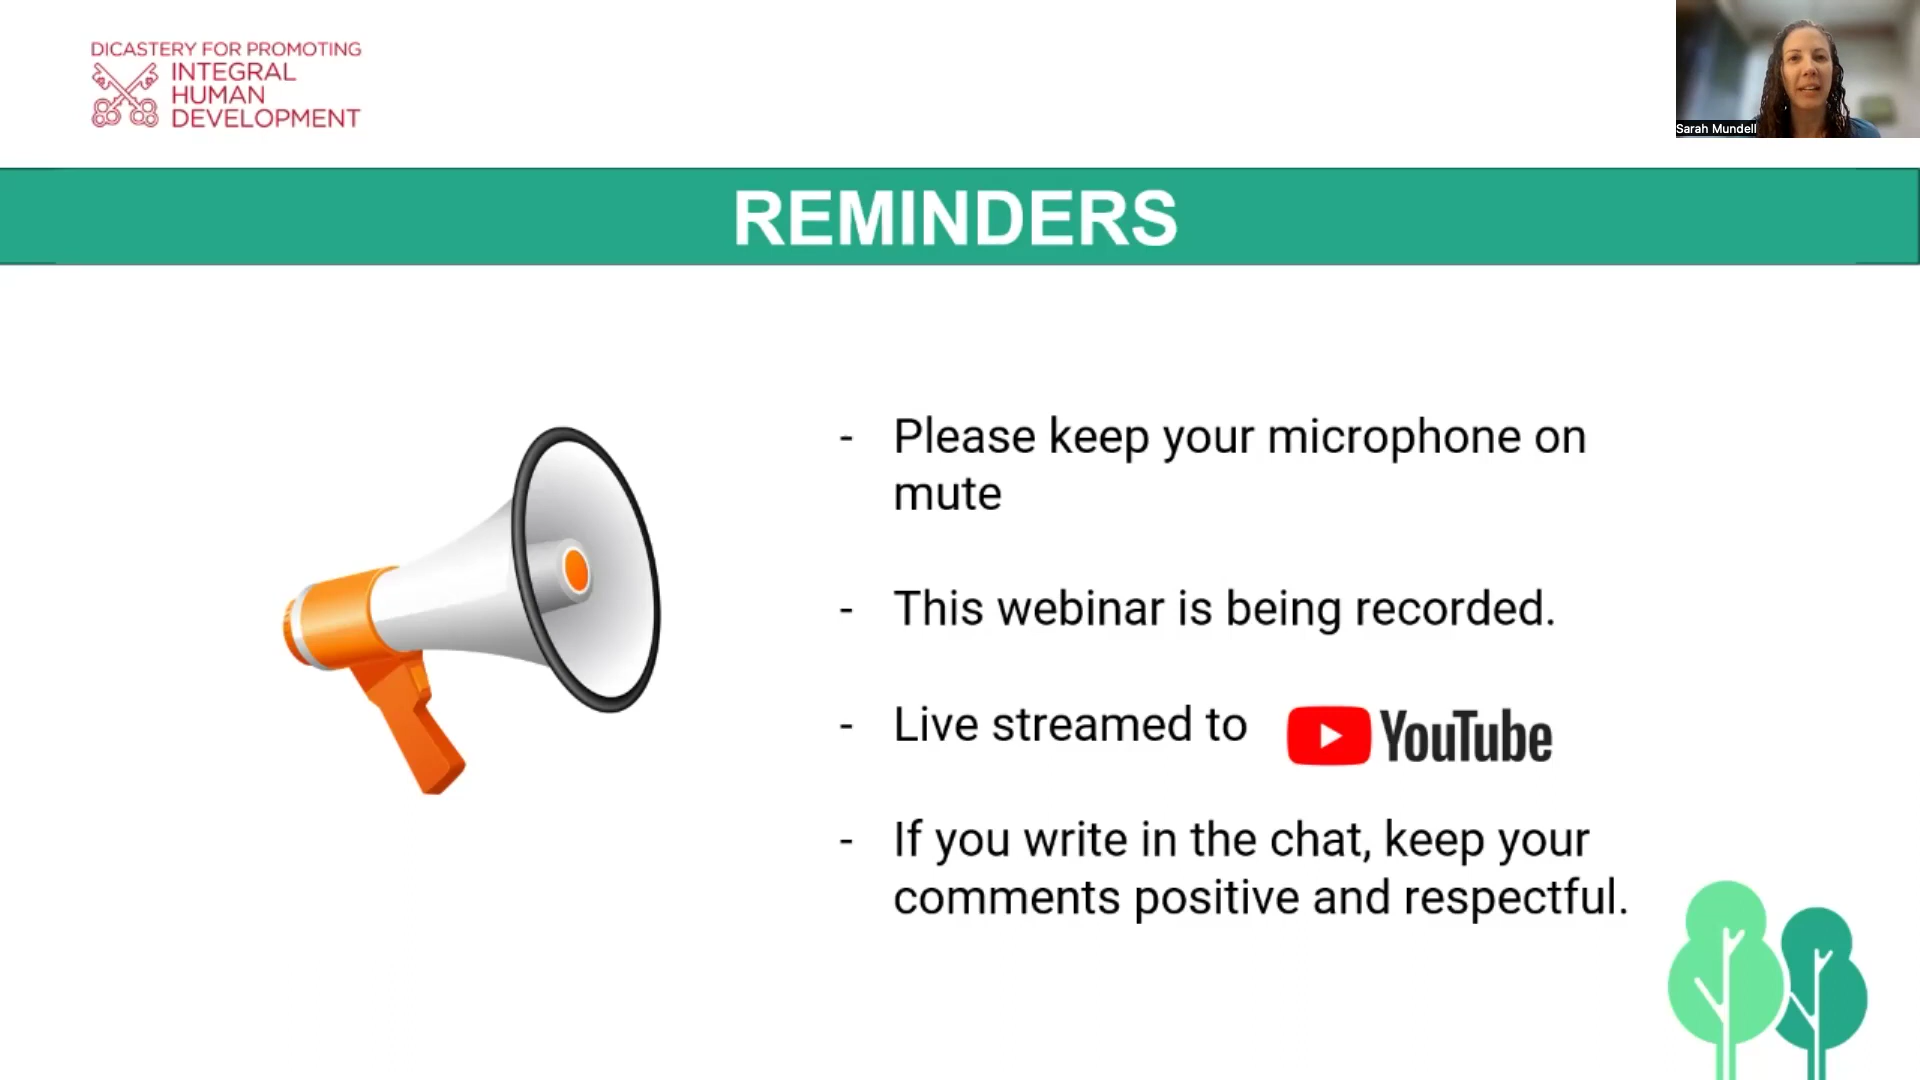 DICASTERY FOR PROMOTING
INTEGRAL
HUMAN
DEVELOPMENT
Sarah Mundell
REMINDERS
- Please keep your microphone on
mute
- This webinar is being recorded.
- Live streamed to YouTube
- If you write in the chat, keep your
comments positive and respectful.